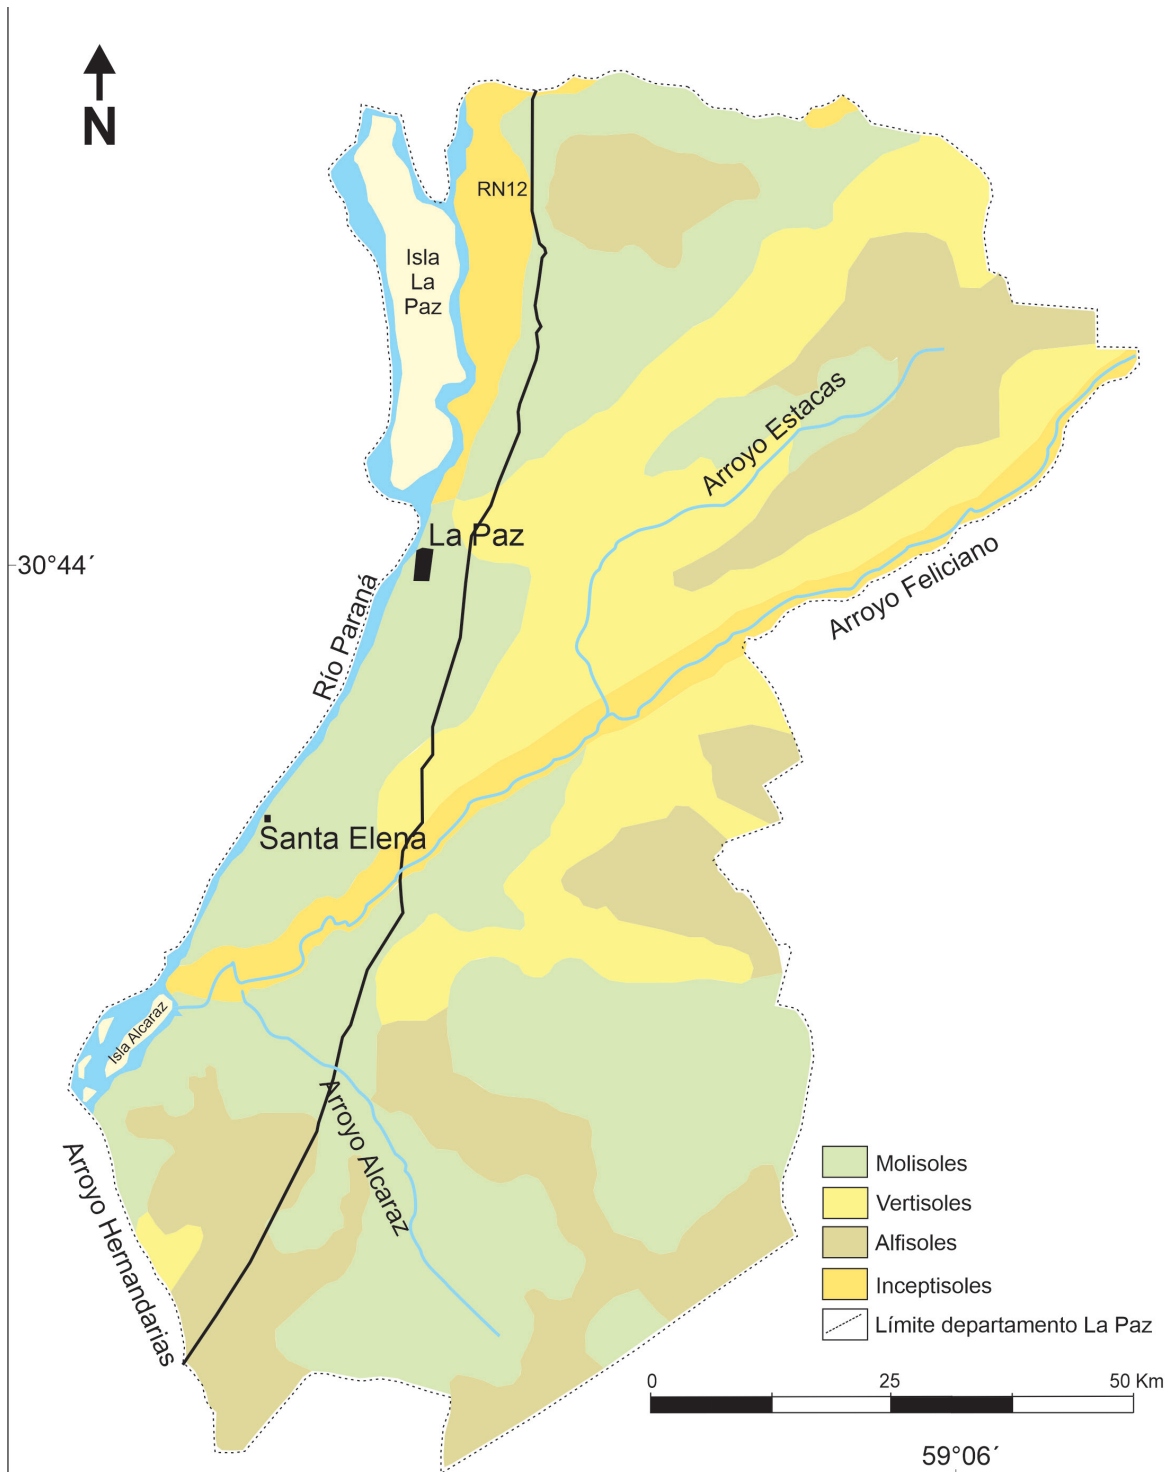 N
RN12
Isla
La
Paz
Arroyo Estacas
La Paz
30°44´
Arroyo Feliciano
Río Paraná
Santa Elena
Isla Alcaraz
Arroyo Alcaraz
Arroyo Hernandarias
Molisoles
Vertisoles
Alfisoles
Inceptisoles
Límite departamento La Paz
0 25 50 Km
59°06´